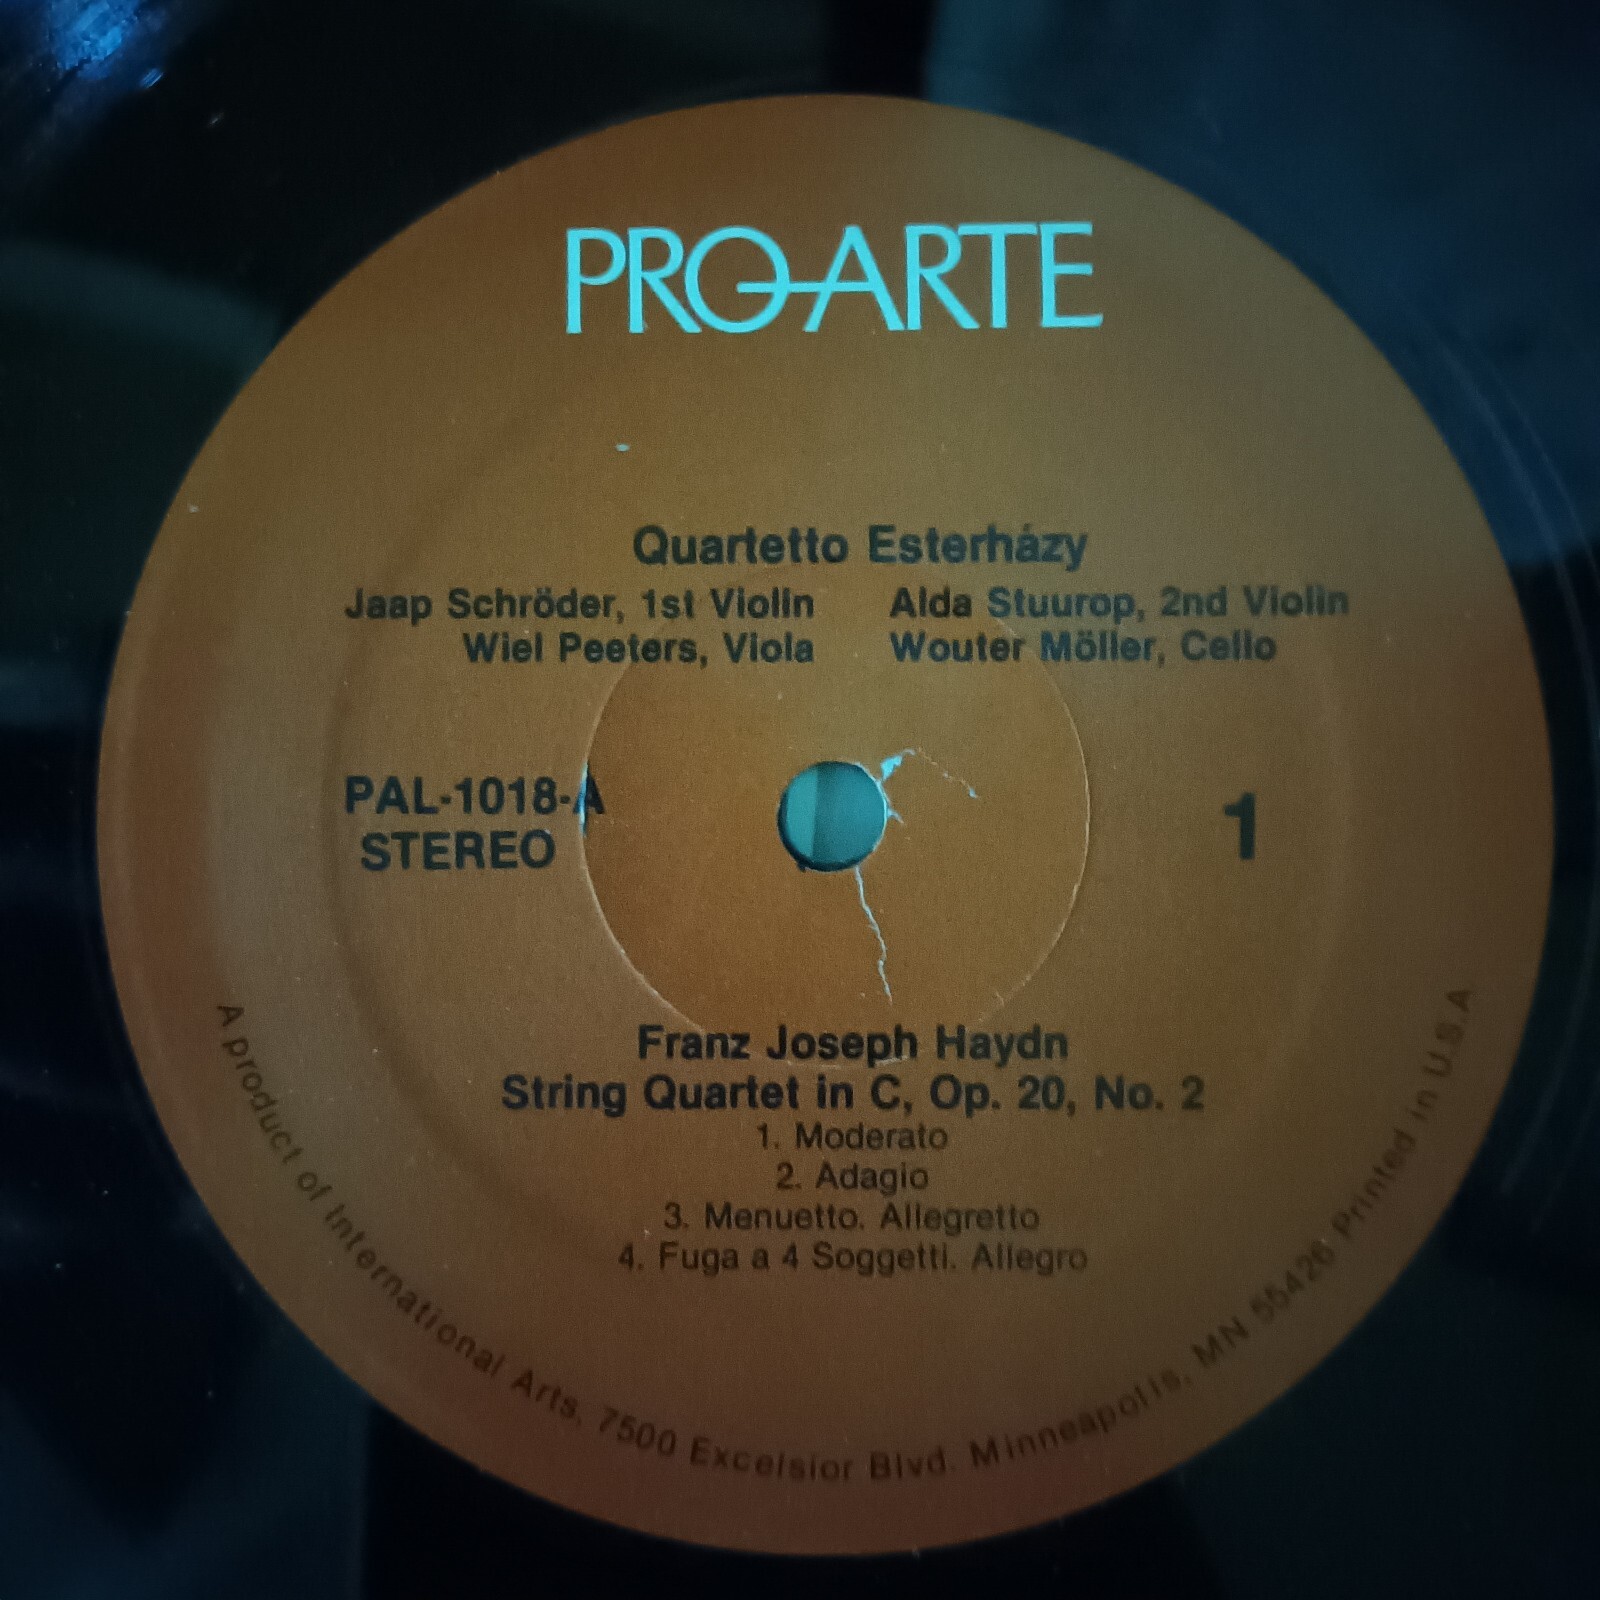 PRO-ARTE
Quartetto Esterházy
Jaap Schröder, 1st Violin Alda Stuurop, 2nd Violin
Wiel Peeters, Viola Wouter Möller, Cello
PAL-1018-A
STEREO
1
Franz Joseph Haydn
String Quartet in C, Op. 20, No. 2
1. Moderato
2. Adagio
3. Menuetto. Allegretto
4. Fuga a 4 Soggetti. Allegro
A product of International Arts, 7500 Excelsior Blvd. Minneapolis, MN 55426 Printed in U.S.A